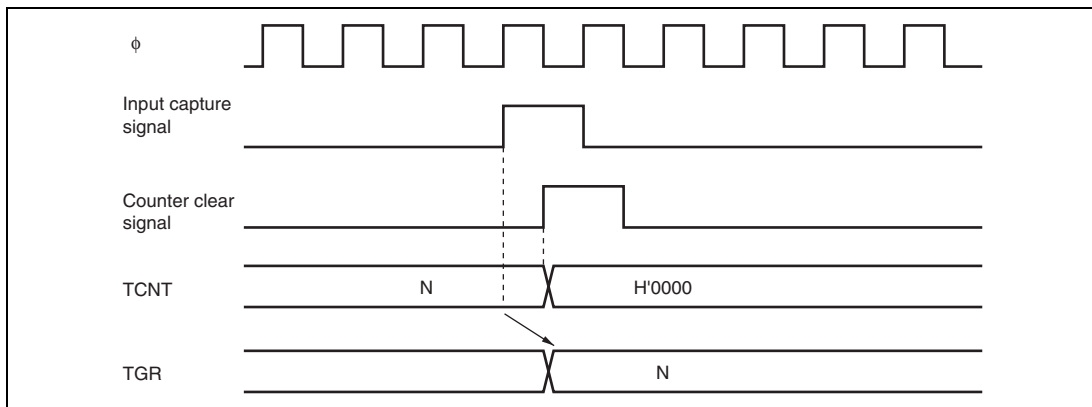 ϕ
Input capture
signal
Counter clear
signal
TCNT
N
H'0000
TGR
N